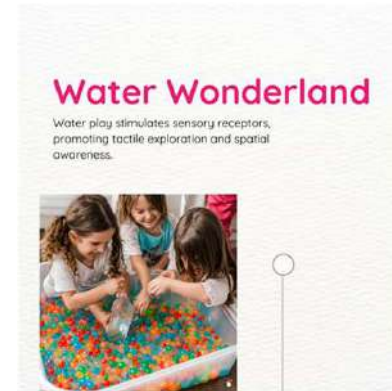 Water Wonderland
Water play stimulates sensory receptors,
promoting tactile exploration and spatial
awareness.